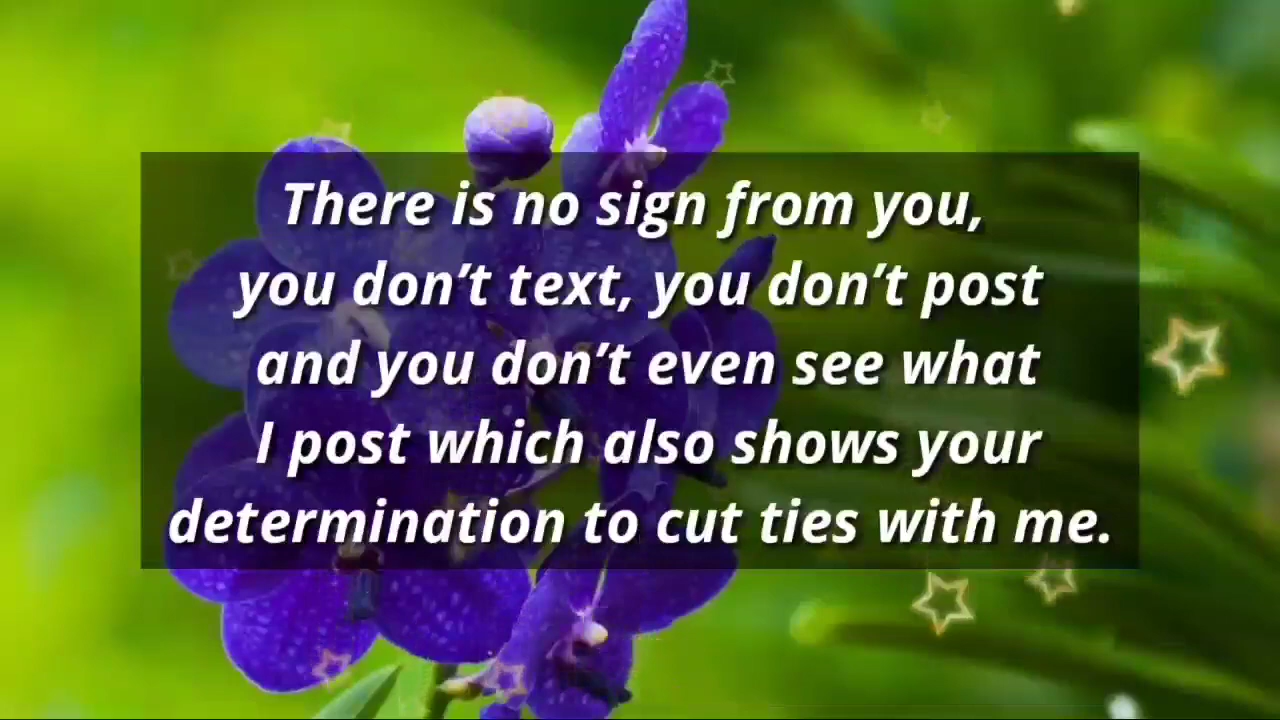 There is no sign from you,
you don’t text, you don’t post
and you don’t even see what
I post which also shows your
determination to cut ties with me.